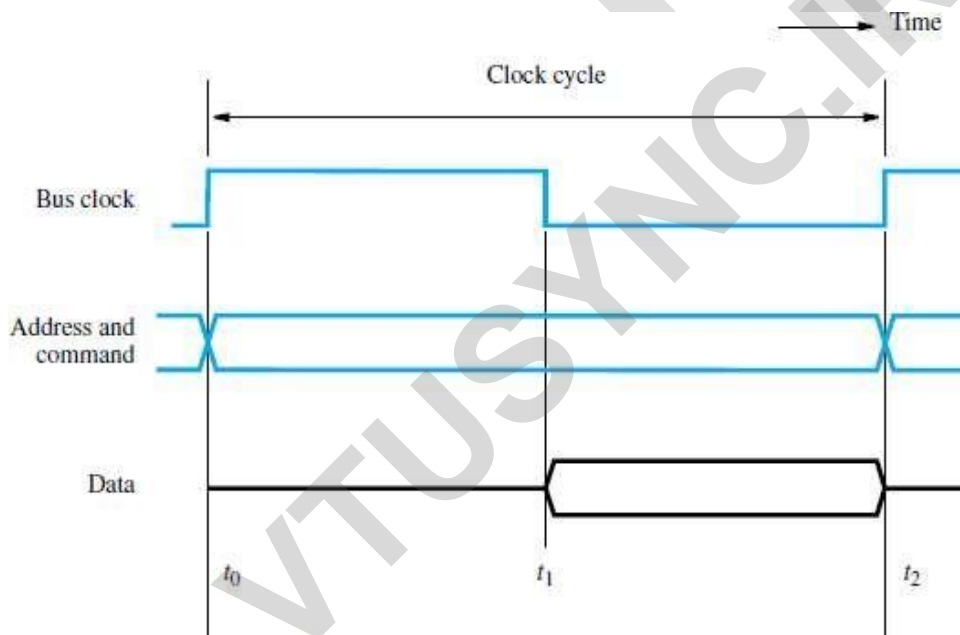 Time
Clock cycle
Bus clock
Address and
command
Data
t0
t1
t2
VTUSYNC.IN